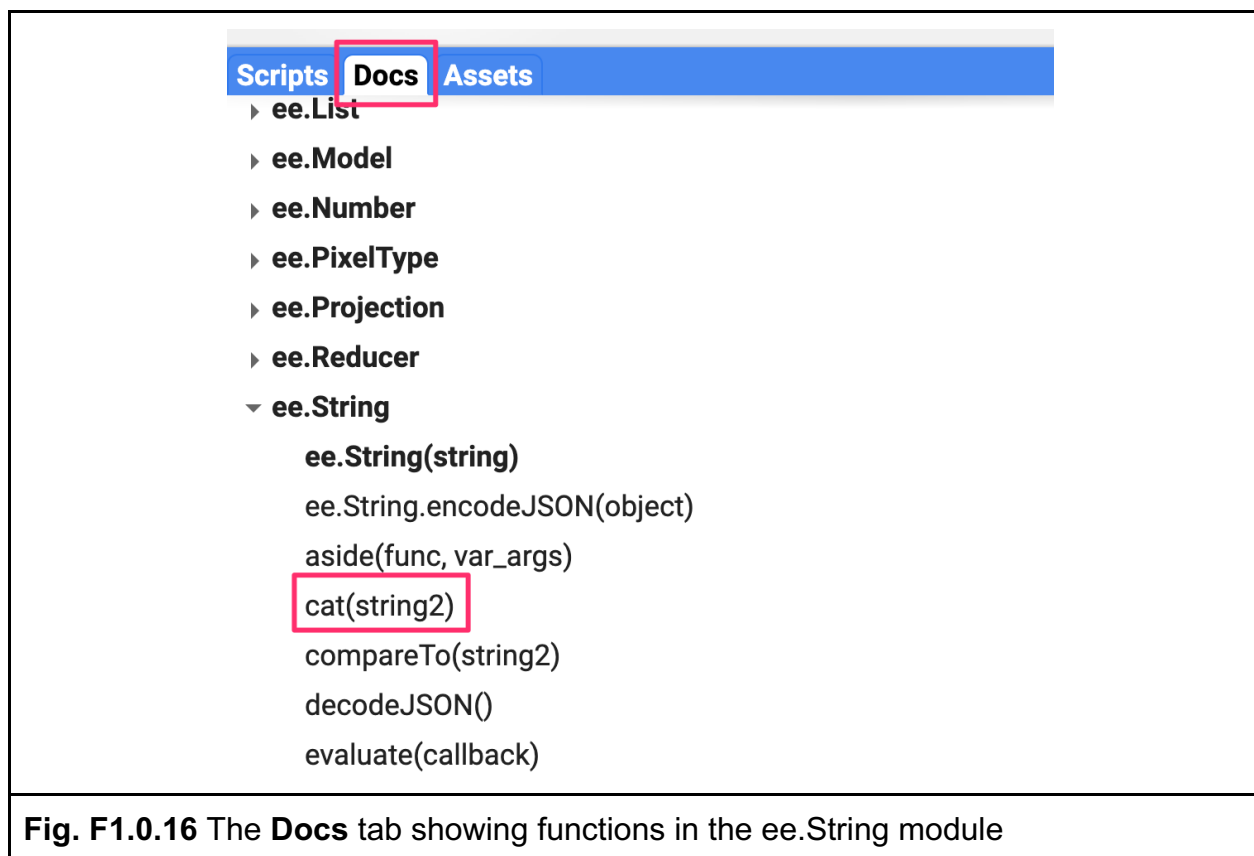 Scripts Docs Assets
ee.List
ee.Model
ee.Number
ee.PixelType
ee.Projection
ee.Reducer
ee.String
ee.String(string)
ee.String.encodeJSON(object)
aside(func, var_args)
cat(string2)
compareTo(string2)
decodeJSON()
evaluate(callback)
Fig. F1.0.16 The Docs tab showing functions in the ee.String module